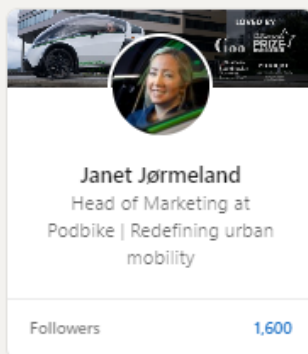 LOVED BY
PRIZE
Janet Jørmeland
Head of Marketing at
Podbike | Redefining urban
mobility
Followers 1,600